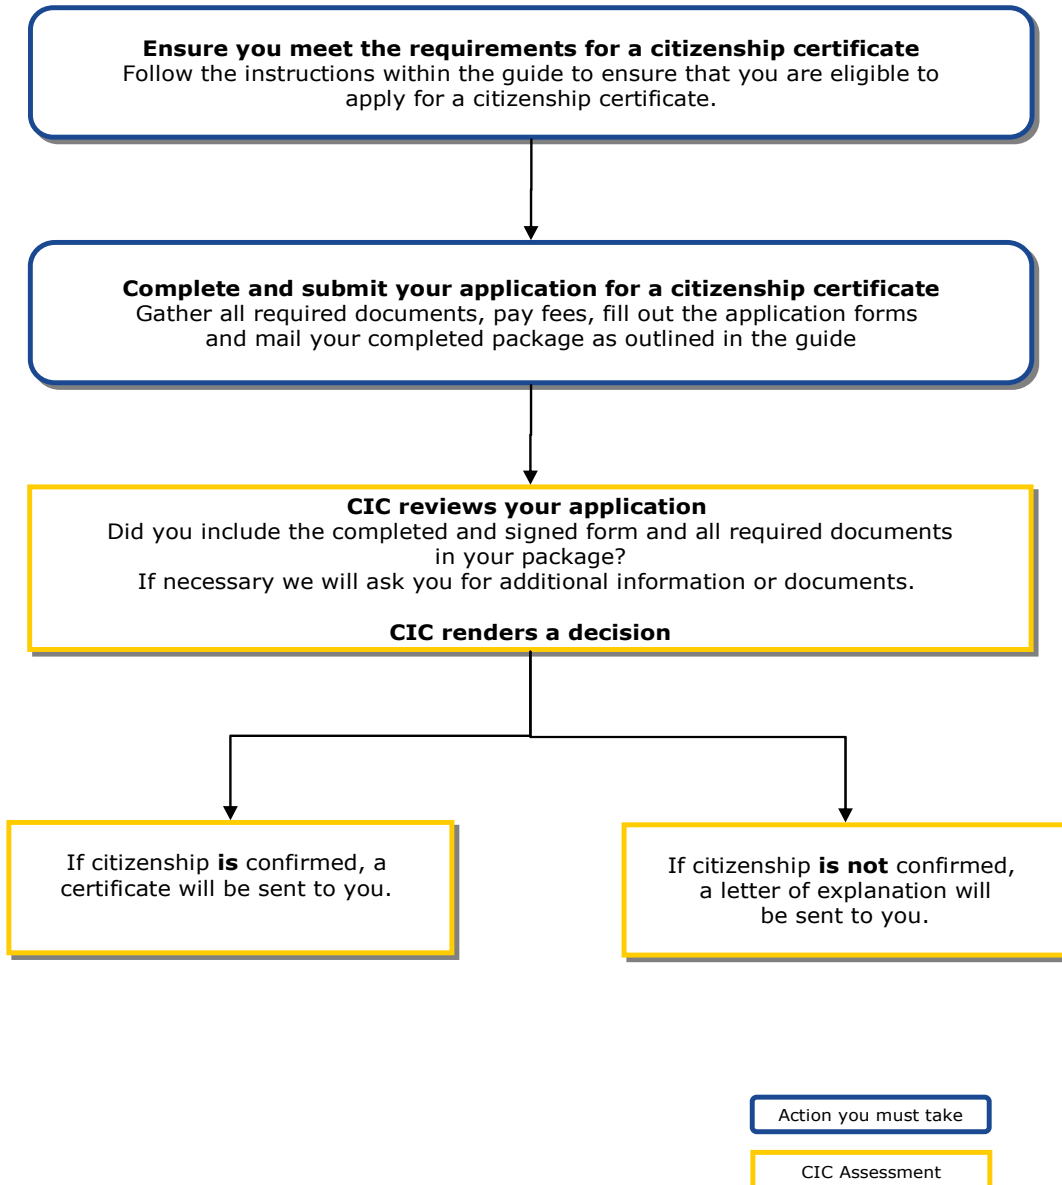 Ensure you meet the requirements for a citizenship certificate
Follow the instructions within the guide to ensure that you are eligible to
apply for a citizenship certificate.
Complete and submit your application for a citizenship certificate
Gather all required documents, pay fees, fill out the application forms
and mail your completed package as outlined in the guide
CIC reviews your application
Did you include the completed and signed form and all required documents
in your package?
If necessary we will ask you for additional information or documents.
CIC renders a decision
If citizenship is confirmed, a
certificate will be sent to you.
If citizenship is not confirmed,
a letter of explanation will
be sent to you.
Action you must take
CIC Assessment